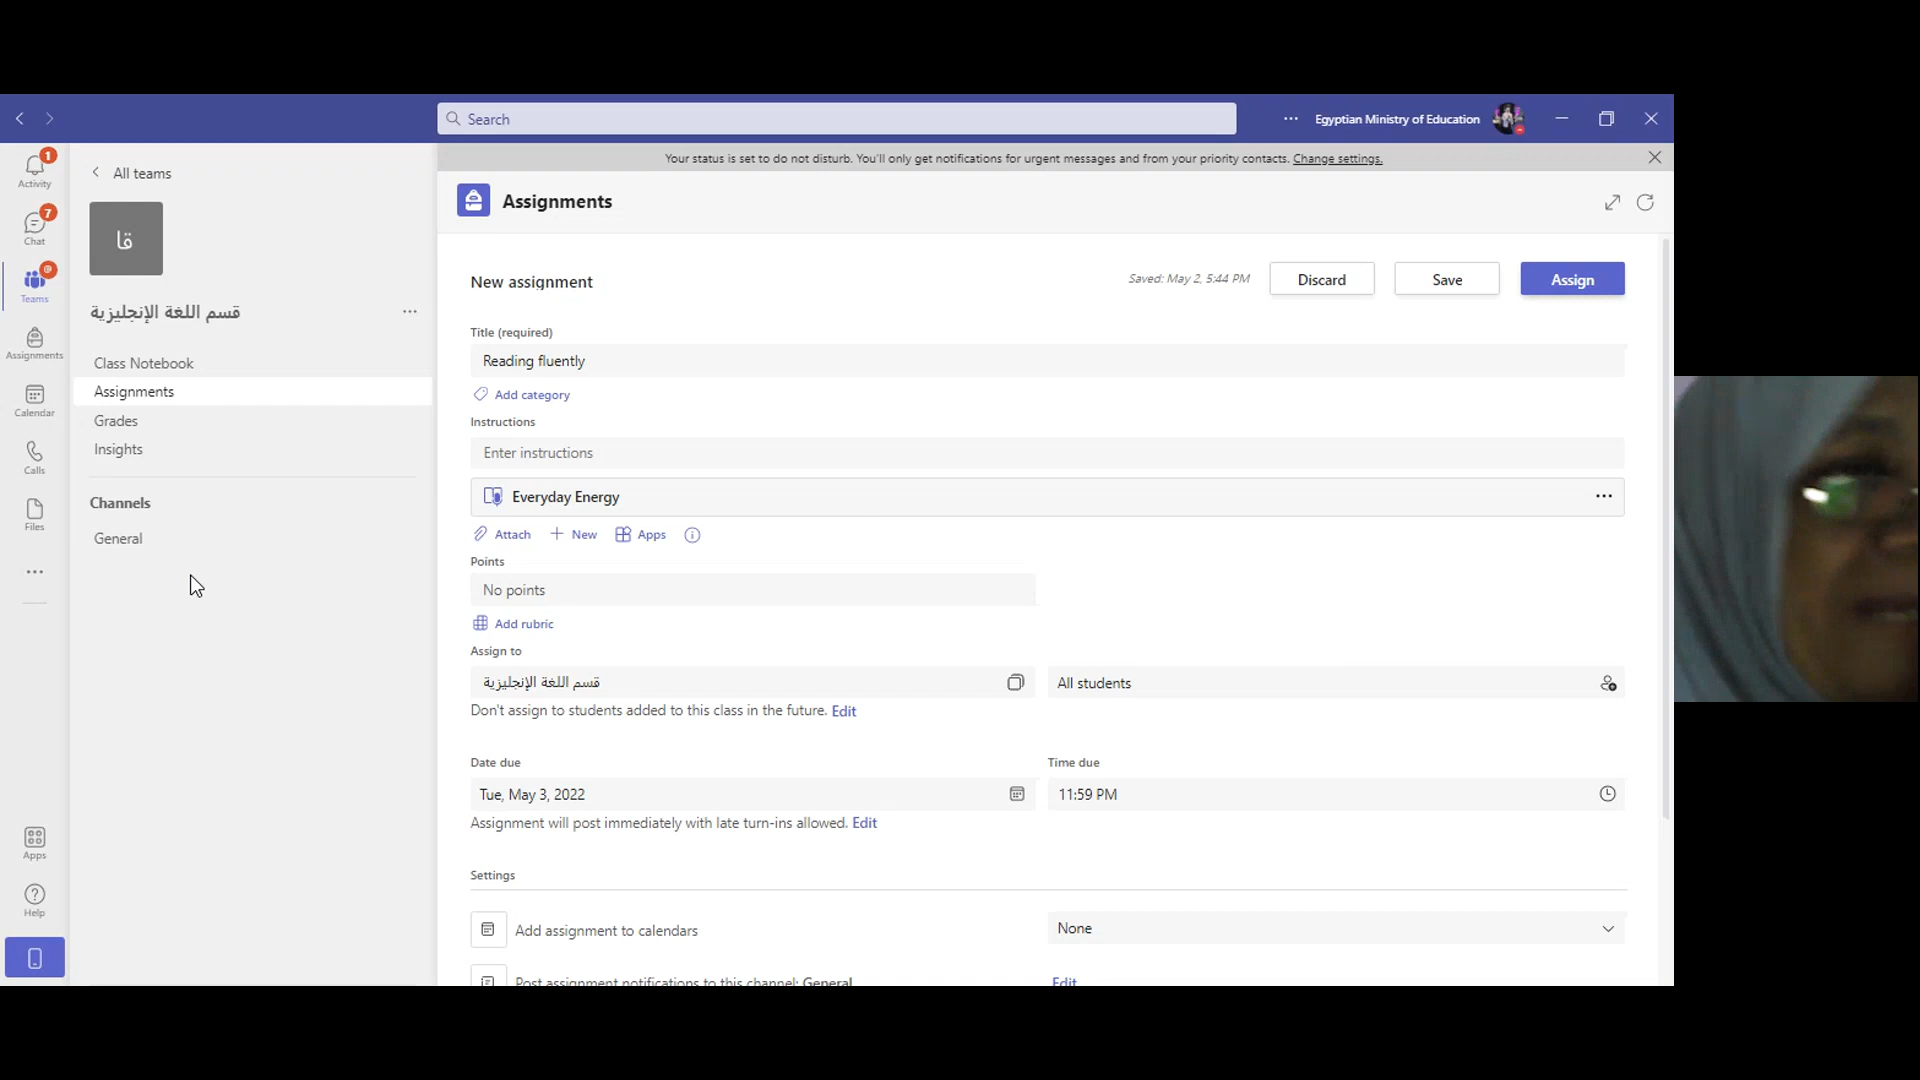 Search
Egyptian Ministry of Education
Your status is set to do not disturb. You'll only get notifications for urgent messages and from your priority contacts. Change settings.
1
Activity
7
Chat
@
Teams
Assignments
Calendar
Calls
Files
Apps
Help
All teams
قا
قسم اللغة الإنجليزية
Class Notebook
Assignments
Grades
Insights
Channels
General
Assignments
New assignment
Saved: May 2, 5:44 PM
Discard
Save
Assign
Title (required)
Reading fluently
Add category
Instructions
Enter instructions
Everyday Energy
Attach
New
Apps
Points
No points
Add rubric
Assign to
قسم اللغة الإنجليزية
All students
Don't assign to students added to this class in the future. Edit
Date due
Time due
Tue, May 3, 2022
11:59 PM
Assignment will post immediately with late turn-ins allowed. Edit
Settings
Add assignment to calendars
None
Post assignment notifications to this channel: General
Edit